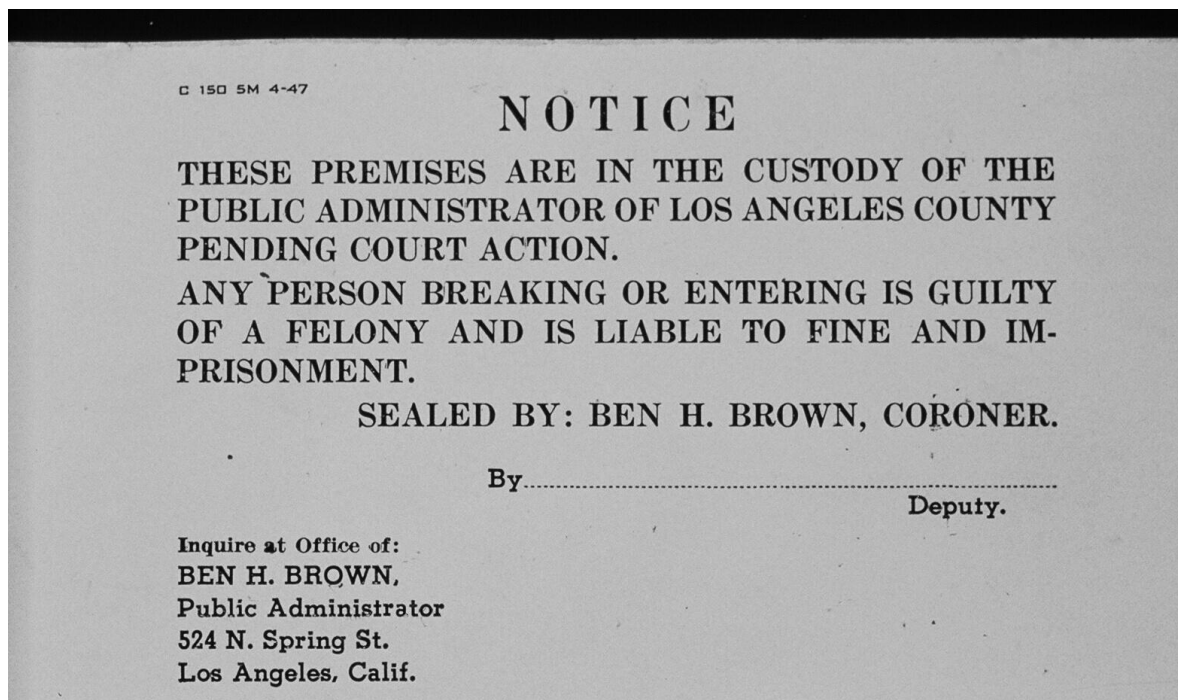 C 150 5M 4-47
NOTICE
THESE PREMISES ARE IN THE CUSTODY OF THE
PUBLIC ADMINISTRATOR OF LOS ANGELES COUNTY
PENDING COURT ACTION.
ANY PERSON BREAKING OR ENTERING IS GUILTY
OF A FELONY AND IS LIABLE TO FINE AND IM-
PRISONMENT.
SEALED BY: BEN H. BROWN, CORONER.
By
Deputy.
Inquire at Office of:
BEN H. BROWN,
Public Administrator
524 N. Spring St.
Los Angeles, Calif.